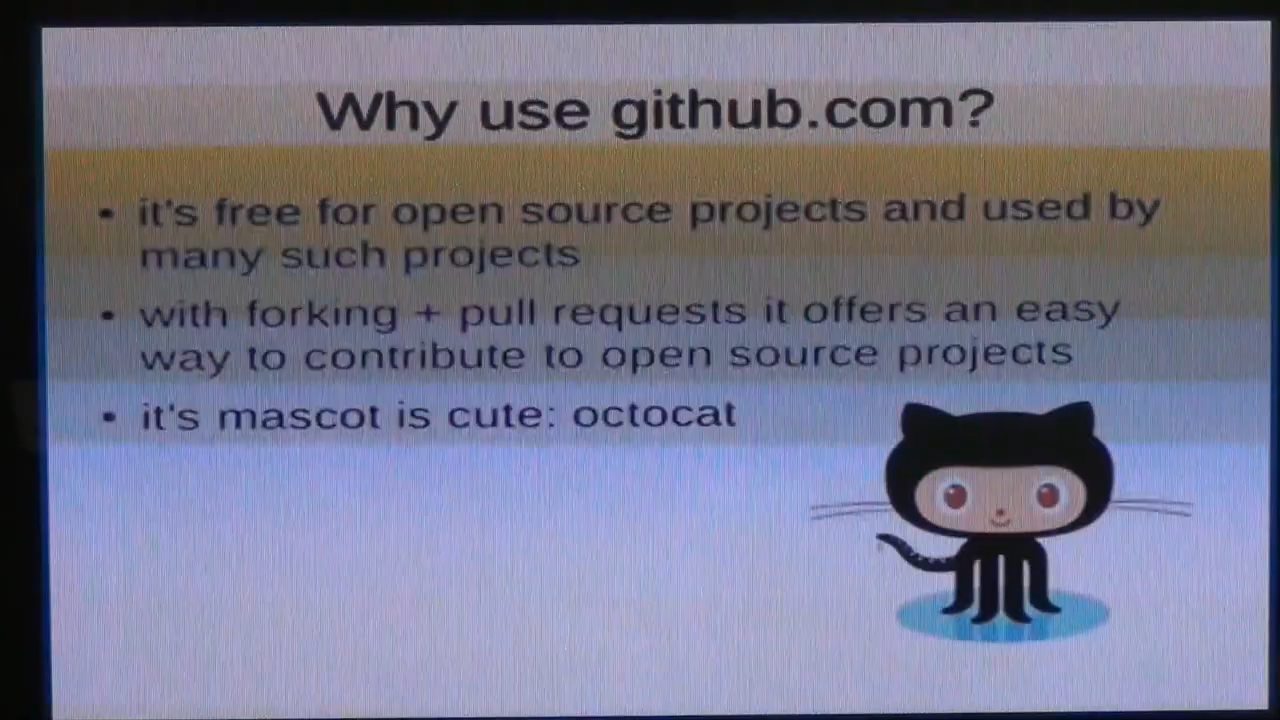 Why use github.com?
• it's free for open source projects and used by
many such projects
• with forking + pull requests it offers an easy
way to contribute to open source projects
• it's mascot is cute: octocat